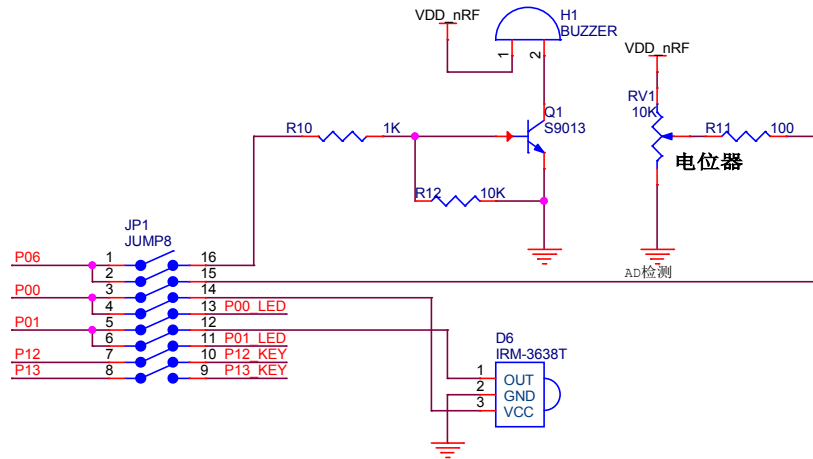 VDD_nRF
H1
BUZZER
1
2
VDD_nRF
RV1
10K
R11
100
电位器
Q1
S9013
R10
1K
R12
10K
JP1
JUMP8
P06
1
16
2
15
AD检测
P00
3
14
4
13
P00_LED
P01
5
12
6
11
P01_LED
P12
7
10
P12_KEY
P13
8
9
P13_KEY
D6
IRM-3638T
1
OUT
2
GND
3
VCC